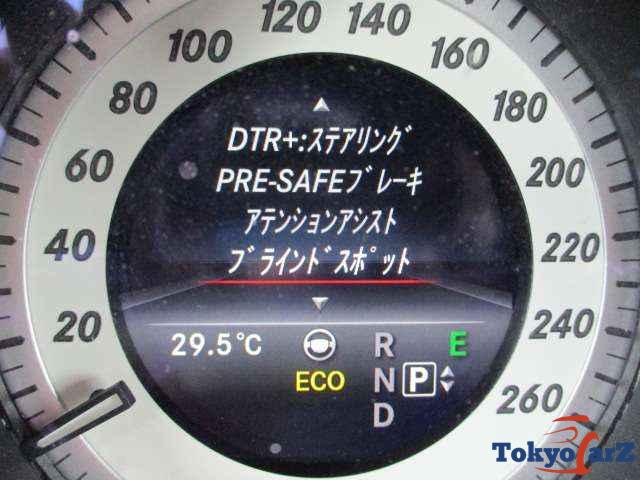 120 140
100 160
80 180
60 200
40 220
20 240
260
DTR+:ｽﾃｱﾘﾝｸﾞ
PRE-SAFEﾌﾞﾚｰｷ
ｱﾃﾝｼｮﾝｱｼｽﾄ
ﾌﾞﾗｲﾝﾄﾞｽﾎﾟｯﾄ
29.5°C R E
ECO N P
D
TokyoCarZ